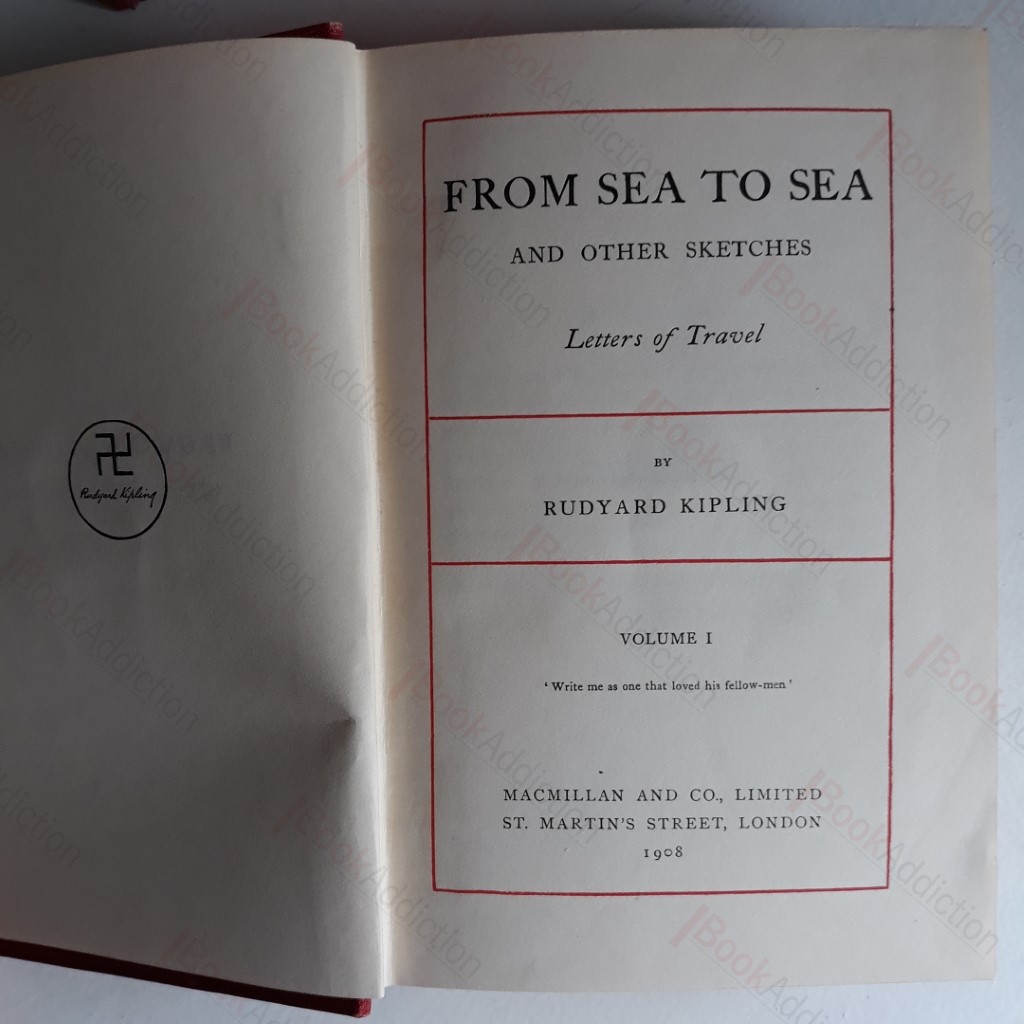 Rudyard Kipling
FROM SEA TO SEA
AND OTHER SKETCHES
Letters of Travel
BY
RUDYARD KIPLING
VOLUME I
‘Write me as one that loved his fellow-men’
MACMILLAN AND CO., LIMITED
ST. MARTIN'S STREET, LONDON
1908
BookAddiction